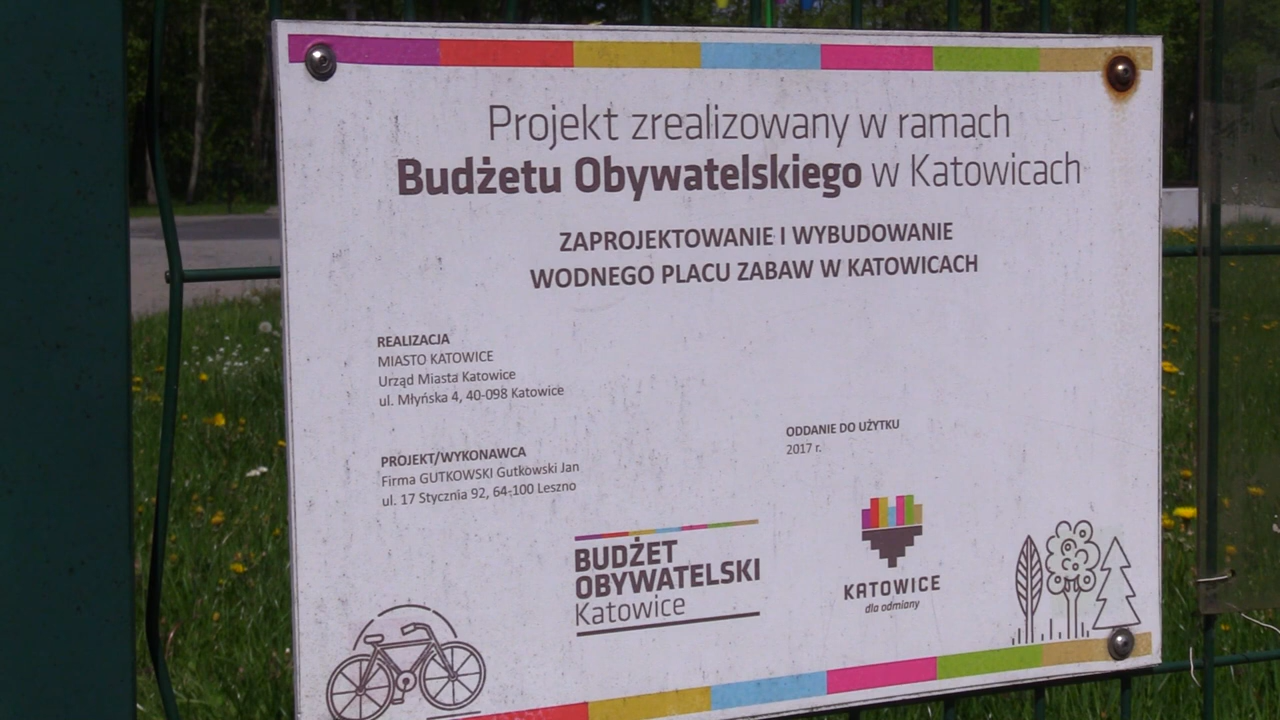 Projekt zrealizowany w ramach
Budżetu Obywatelskiego w Katowicach
ZAPROJEKTOWANIE I WYBUDOWANIE
WODNEGO PLACU ZABAW W KATOWICACH
REALIZACJA
MIASTO KATOWICE
Urząd Miasta Katowice
ul. Młyńska 4, 40-098 Katowice
PROJEKT/WYKONAWCA
Firma GUTKOWSKI Gutkowski Jan
ul. 17 Stycznia 92, 64-100 Leszno
ODDANIE DO UŻYTKU
2017 r.
BUDŻET
OBYWATELSKI
Katowice
KATOWICE
dla odmiany